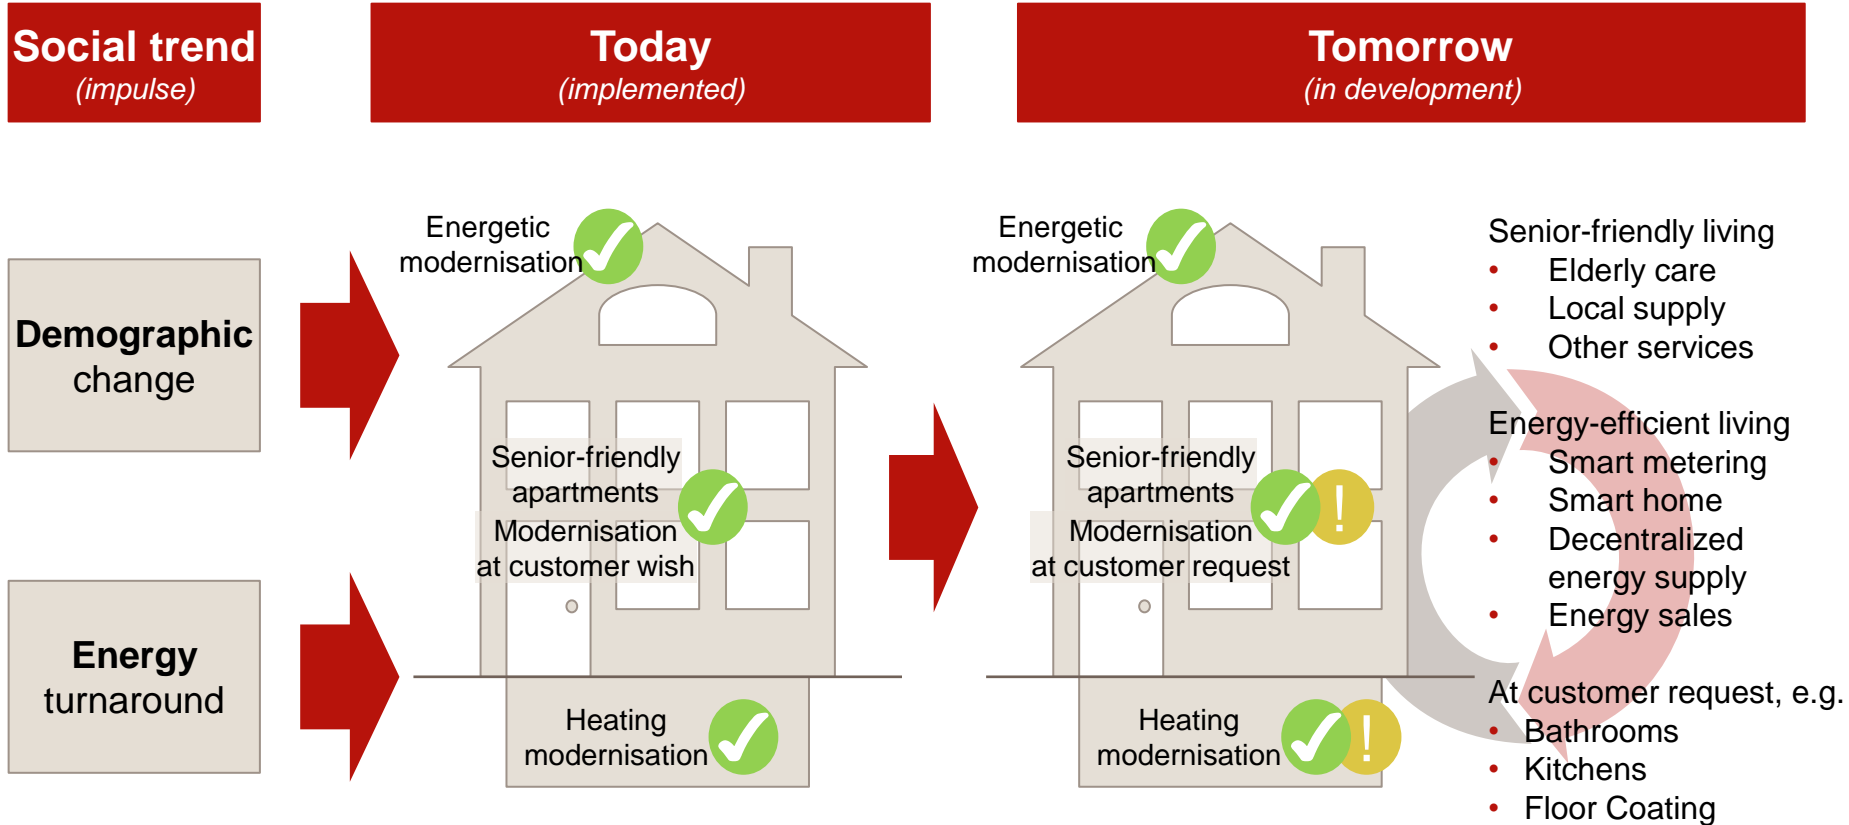 Social trend
(impulse)
Today
(implemented)
Tomorrow
(in development)
Demographic
change
Energy
turnaround
Energetic
modernisation
Senior-friendly
apartments
Modernisation
at customer wish
Heating
modernisation
Energetic
modernisation
Senior-friendly
apartments
!
Modernisation
at customer request
Heating
modernisation
!
Senior-friendly living
• Elderly care
• Local supply
• Other services
Energy-efficient living
• Smart metering
• Smart home
• Decentralized
energy supply
• Energy sales
At customer request, e.g.
• Bathrooms
• Kitchens
• Floor Coating